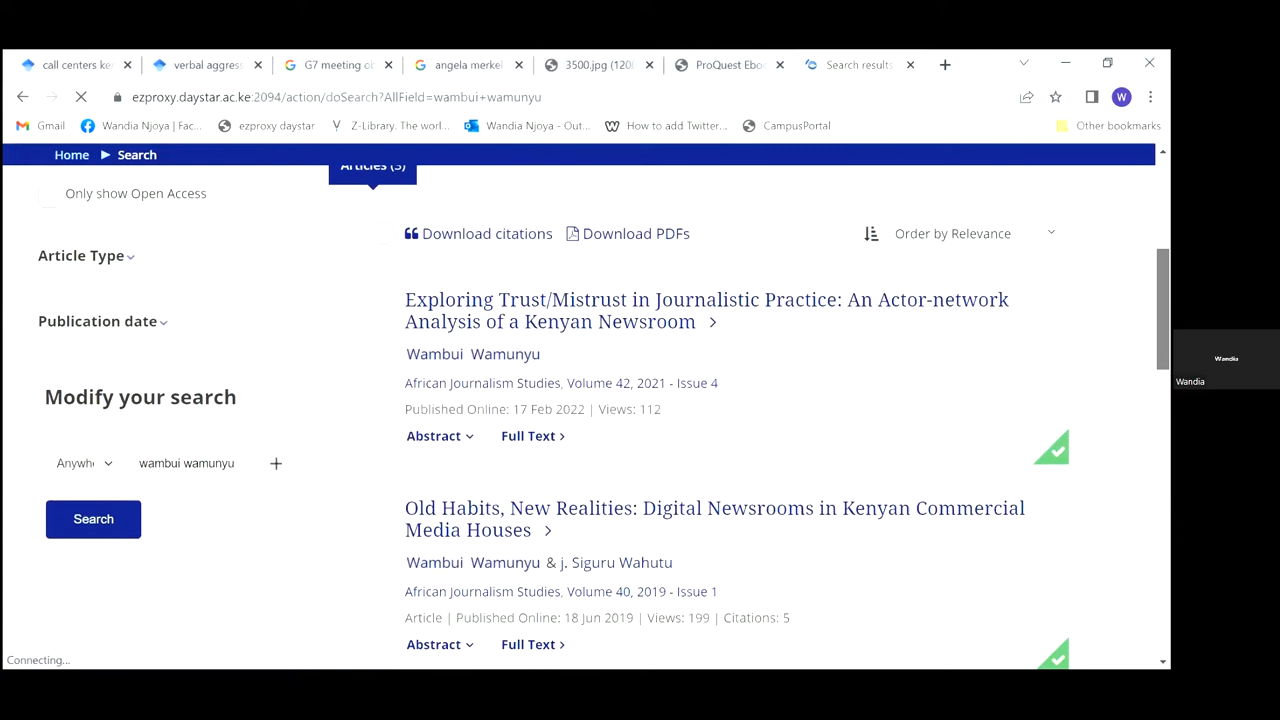 call centers ke
verbal aggres
G7 meeting ob
angela merkel
3500.jpg (120
ProQuest Eboo
Search results
ezproxy.daystar.ac.ke:2094/action/doSearch?AllField=wambui+wamunyu
W
Gmail
Wandia Njoya | Fac...
ezproxy daystar
Z-Library. The worl...
Wandia Njoya - Out...
How to add Twitter...
CampusPortal
Other bookmarks
Home
Search
Articles (3)
Only show Open Access
Download citations
Download PDFs
Order by Relevance
Article Type
Publication date
Modify your search
Anywh
wambui wamunyu
Search
Exploring Trust/Mistrust in Journalistic Practice: An Actor-network
Analysis of a Kenyan Newsroom
Wambui Wamunyu
African Journalism Studies, Volume 42, 2021 - Issue 4
Published Online: 17 Feb 2022 | Views: 112
Abstract
Full Text
Old Habits, New Realities: Digital Newsrooms in Kenyan Commercial
Media Houses
Wambui Wamunyu & j. Siguru Wahutu
African Journalism Studies, Volume 40, 2019 - Issue 1
Article | Published Online: 18 Jun 2019 | Views: 199 | Citations: 5
Abstract
Full Text
Connecting...
Wandia
Wandia